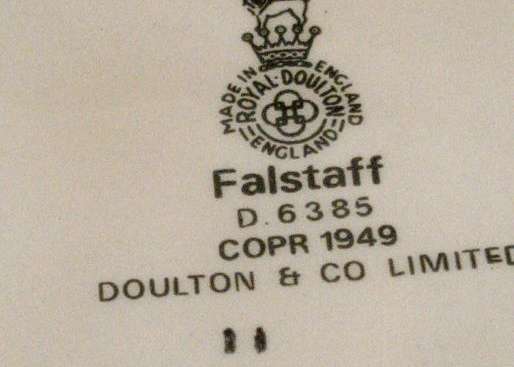 MADE IN ENGLAND
ROYAL·DOULTON
ENGLAND
Falstaff
D.6385
COPR 1949
DOULTON & CO LIMITED